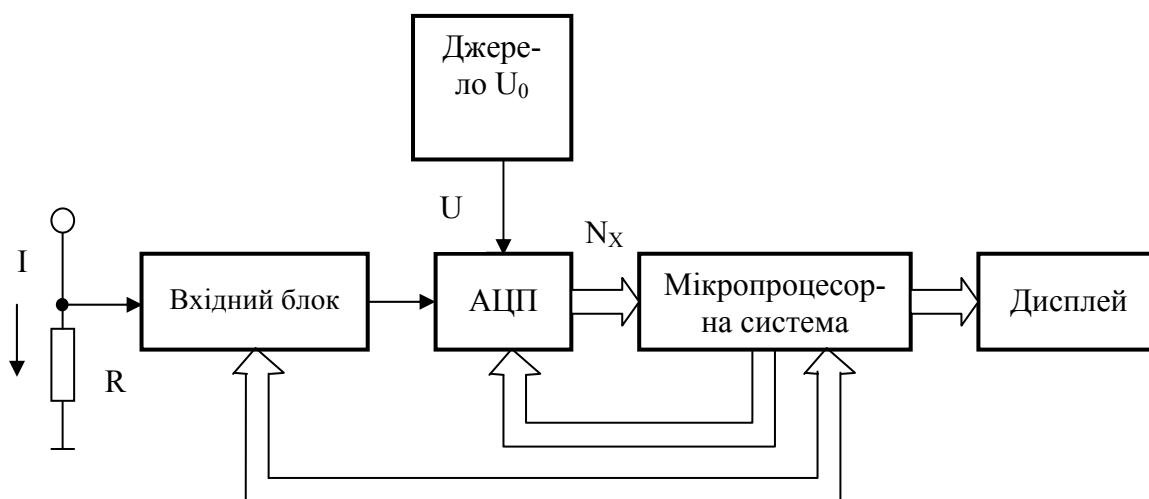 Джере-
ло U₀
U
Nₓ
I
Вхідний блок
АЦП
Мікропроцесор-
на система
Дисплей
R